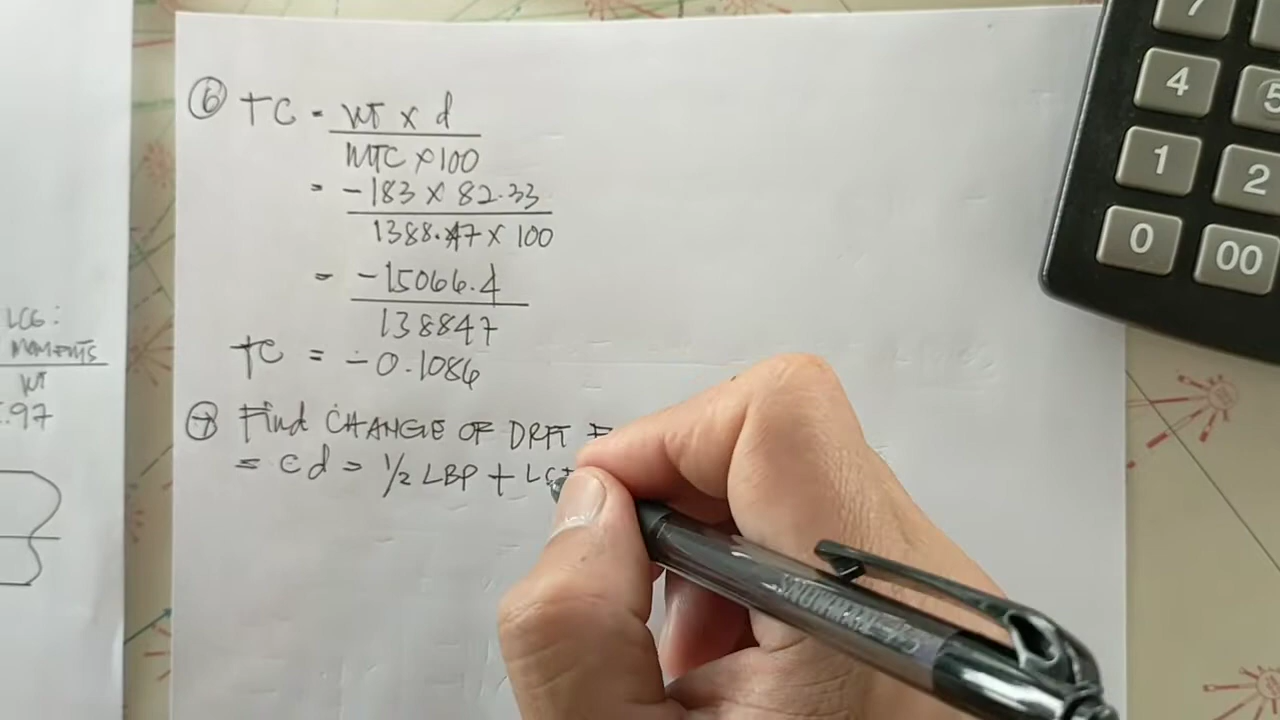 LCG:
MOMENTS
WT
.97
⑥ TC = WT x d
MTC x 100
= -183 x 82.33
1388.47 x 100
= -15066.4
138847
TC = -0.1086
⑦ Find CHANGE OF DRFT F
= Cd = 1/2 LBP + LC
7
4
5
1
2
0
00